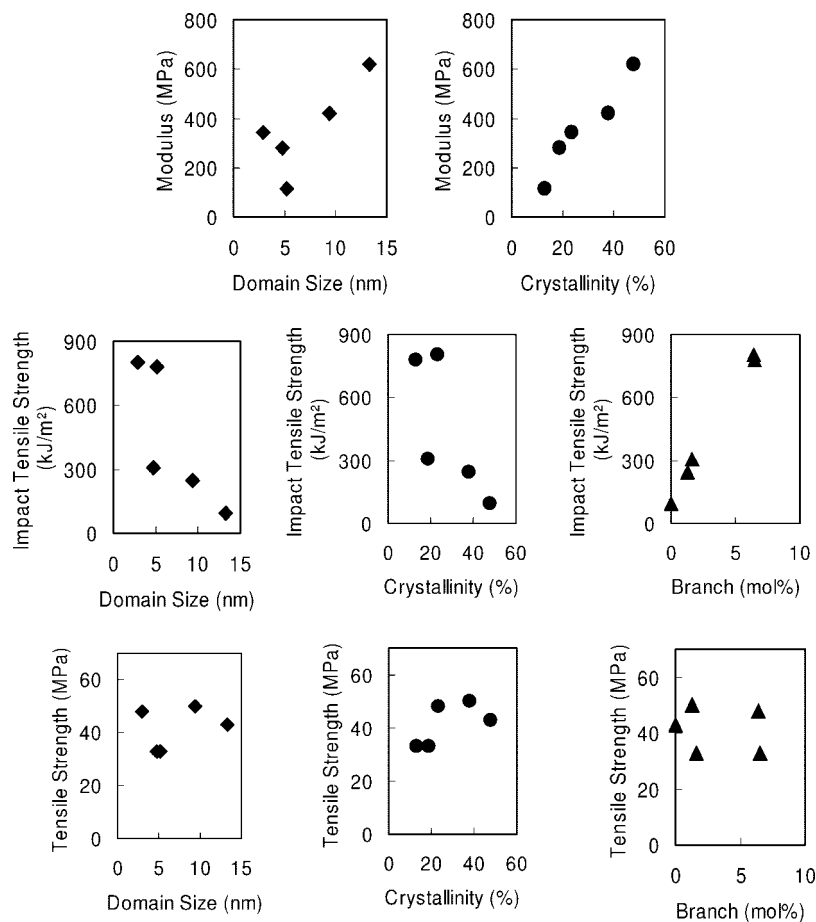 800
600
400
200
0
Modulus (MPa)
0 5 10 15
Domain Size (nm)
800
600
400
200
0
Modulus (MPa)
0 20 40 60
Crystallinity (%)
900
600
300
0
Impact Tensile Strength
(kJ/m²)
0 5 10 15
Domain Size (nm)
900
600
300
0
Impact Tensile Strength
(kJ/m²)
0 20 40 60
Crystallinity (%)
900
600
300
0
Impact Tensile Strength
(kJ/m²)
0 5 10
Branch (mol%)
60
40
20
0
Tensile Strength (MPa)
0 5 10 15
Domain Size (nm)
60
40
20
0
Tensile Strength (MPa)
0 20 40 60
Crystallinity (%)
60
40
20
0
Tensile Strength (MPa)
0 5 10
Branch (mol%)